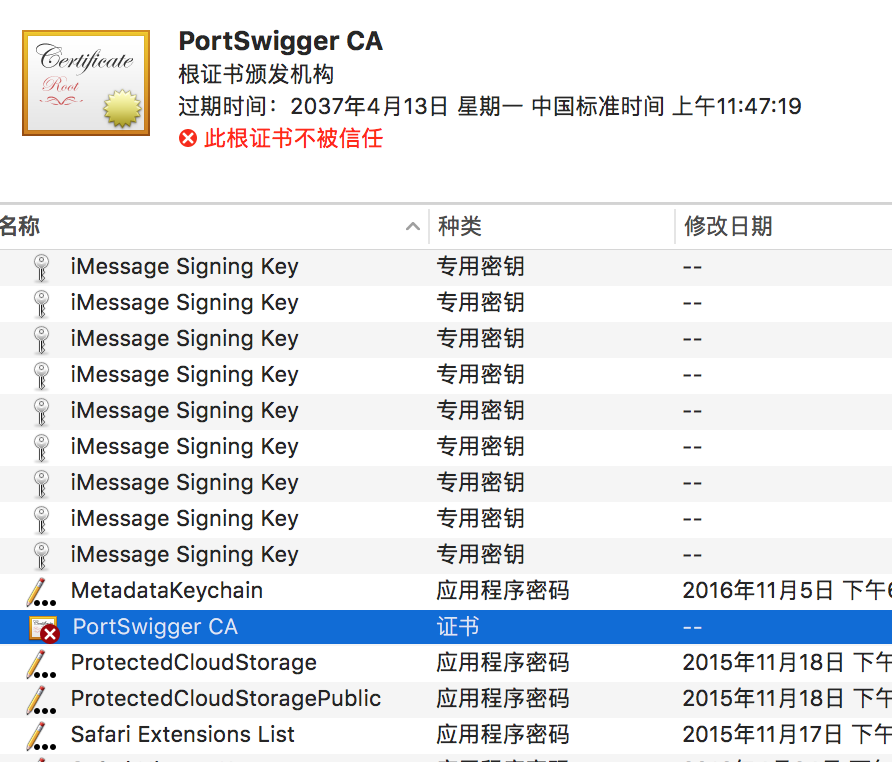 Certificate
Root
PortSwigger CA
根证书颁发机构
过期时间：2037年4月13日 星期一 中国标准时间 上午11:47:19
此根证书不被信任
名称 种类 修改日期
iMessage Signing Key 专用密钥 --
iMessage Signing Key 专用密钥 --
iMessage Signing Key 专用密钥 --
iMessage Signing Key 专用密钥 --
iMessage Signing Key 专用密钥 --
iMessage Signing Key 专用密钥 --
iMessage Signing Key 专用密钥 --
iMessage Signing Key 专用密钥 --
iMessage Signing Key 专用密钥 --
MetadataKeychain 应用程序密码 2016年11月5日 下午6
PortSwigger CA 证书 --
ProtectedCloudStorage 应用程序密码 2015年11月18日 下午
ProtectedCloudStoragePublic 应用程序密码 2015年11月18日 下午
Safari Extensions List 应用程序密码 2015年11月17日 下午